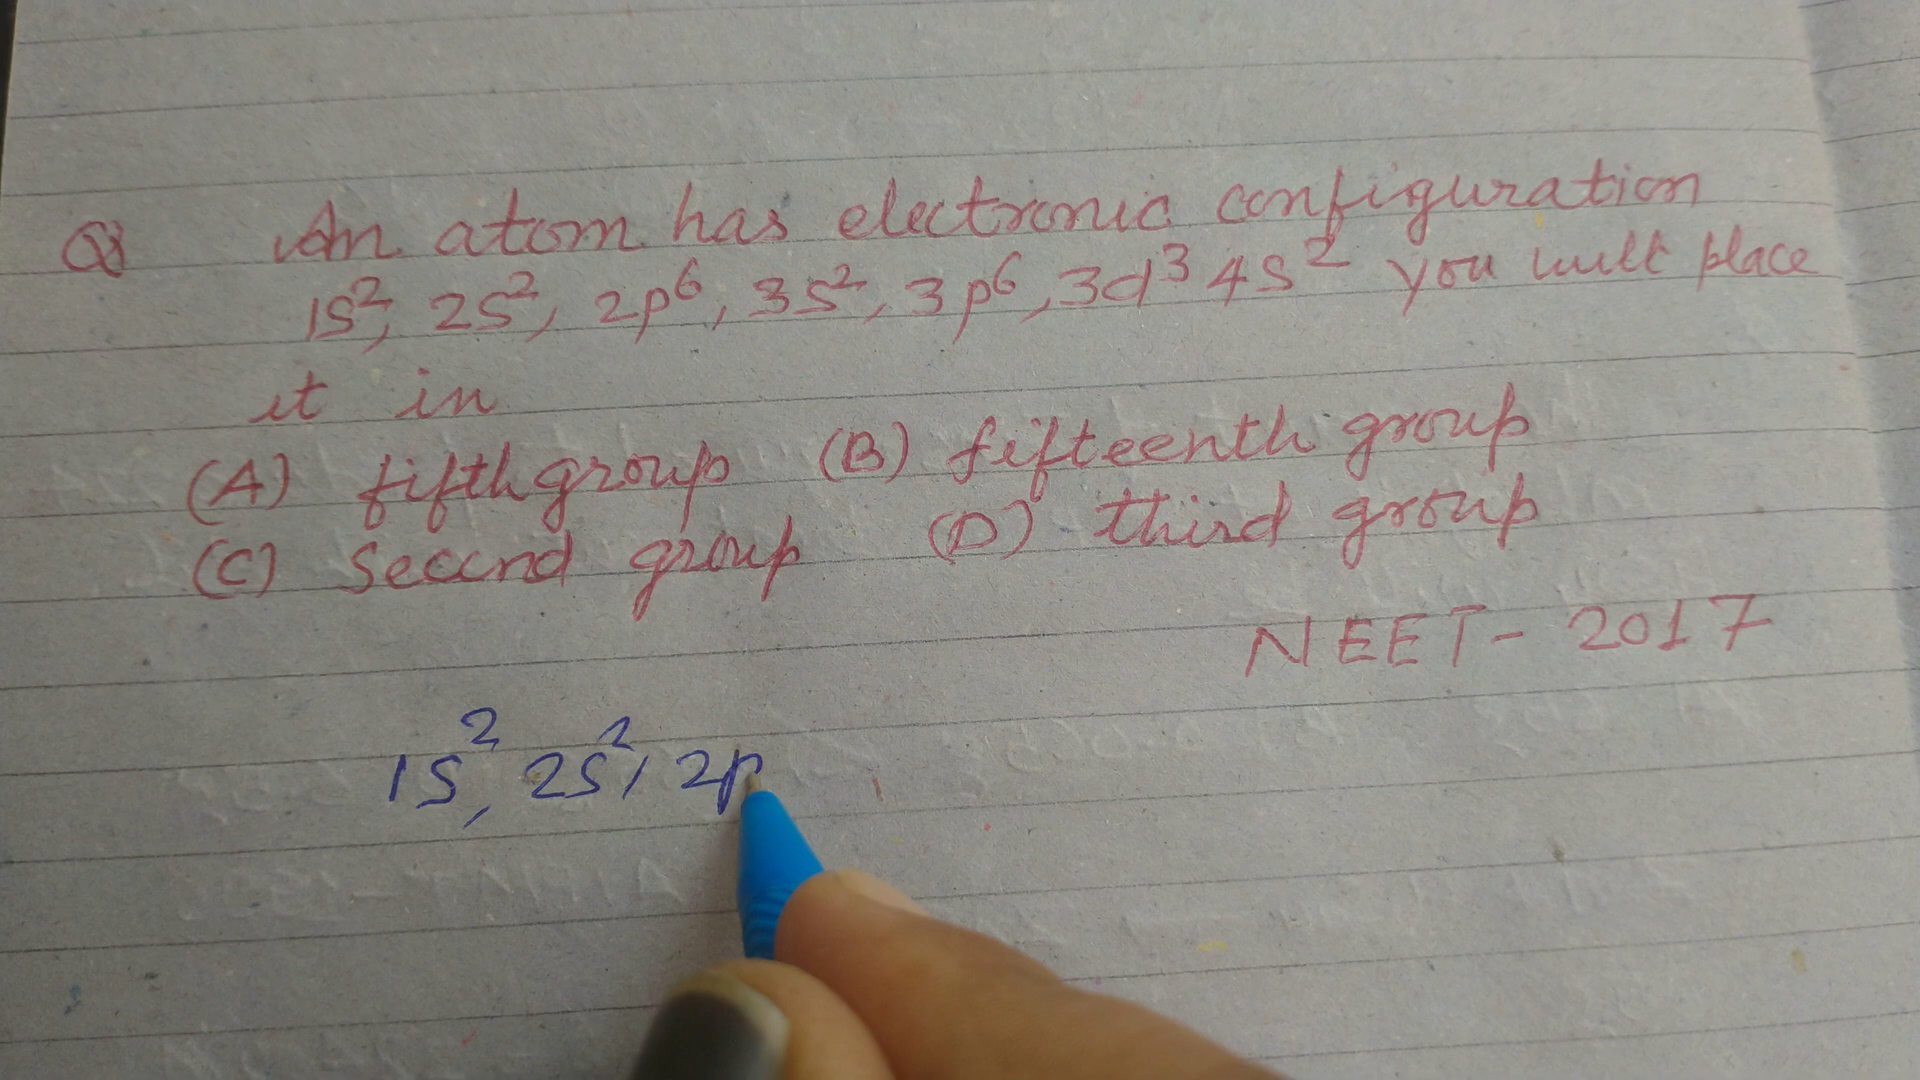 Q An atom has electronic configuration
1s², 2s², 2p⁶, 3s², 3p⁶, 3d³ 4s² you will place
it in
(A) fifth group (B) fifteenth group
(C) Second group (D) third group
NEET- 2017
1s², 2s², 2p